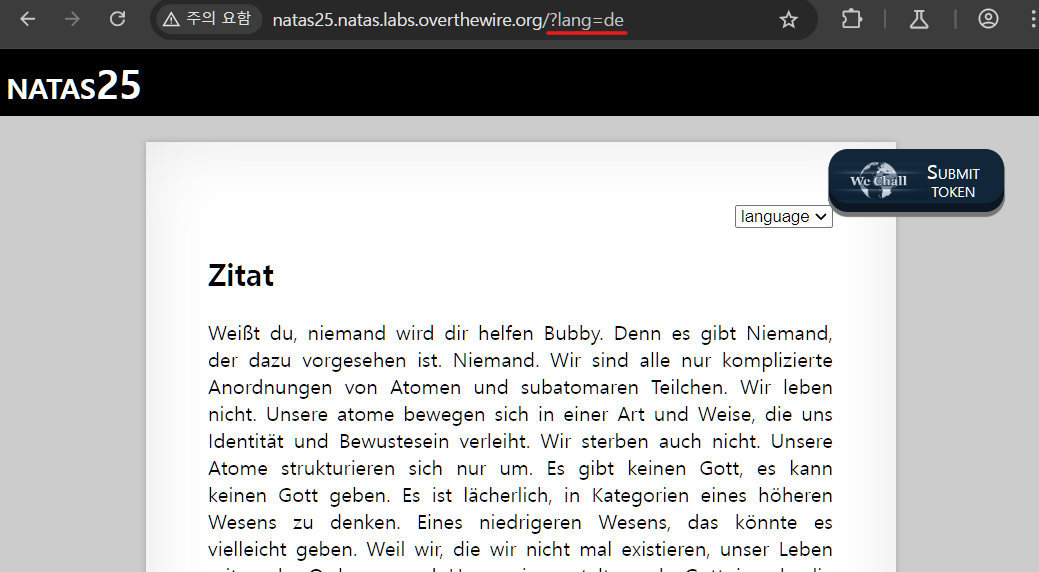 주의 요함
natas25.natas.labs.overthewire.org/?lang=de
NATAS25
We Chall
SUBMIT
TOKEN
language
Zitat
Weißt du, niemand wird dir helfen Bubby. Denn es gibt Niemand,
der dazu vorgesehen ist. Niemand. Wir sind alle nur komplizierte
Anordnungen von Atomen und subatomaren Teilchen. Wir leben
nicht. Unsere atome bewegen sich in einer Art und Weise, die uns
Identität und Bewustesein verleiht. Wir sterben auch nicht. Unsere
Atome strukturieren sich nur um. Es gibt keinen Gott, es kann
keinen Gott geben. Es ist lächerlich, in Kategorien eines höheren
Wesens zu denken. Eines niedrigeren Wesens, das könnte es
vielleicht geben. Weil wir, die wir nicht mal existieren, unser Leben